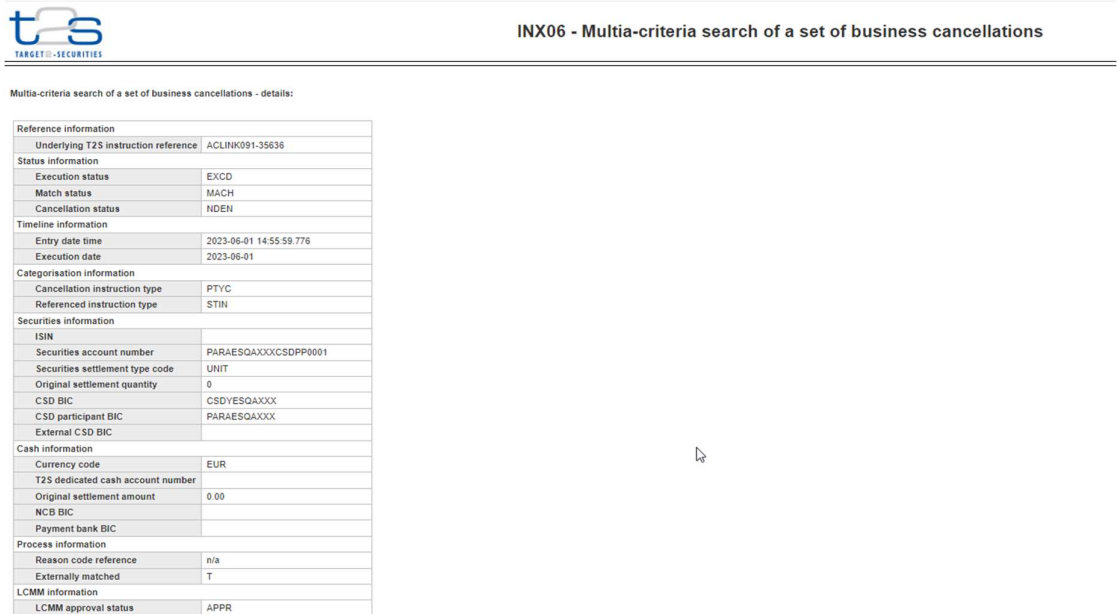 t2s
TARGET2-SECURITIES
INX06 - Multia-criteria search of a set of business cancellations
Multia-criteria search of a set of business cancellations - details:
Reference information
Underlying T2S instruction reference ACLINK091-35636
Status information
Execution status EXCD
Match status MACH
Cancellation status NDEN
Timeline information
Entry date time 2023-06-01 14:55:59.776
Execution date 2023-06-01
Categorisation information
Cancellation instruction type PTYC
Referenced instruction type STIN
Securities information
ISIN
Securities account number PARAESQAXXXCSDPP0001
Securities settlement type code UNIT
Original settlement quantity 0
CSD BIC CSDYESQAXXX
CSD participant BIC PARAESQAXXX
External CSD BIC
Cash information
Currency code EUR
T2S dedicated cash account number
Original settlement amount 0.00
NCB BIC
Payment bank BIC
Process information
Reason code reference n/a
Externally matched T
LCMM information
LCMM approval status APPR